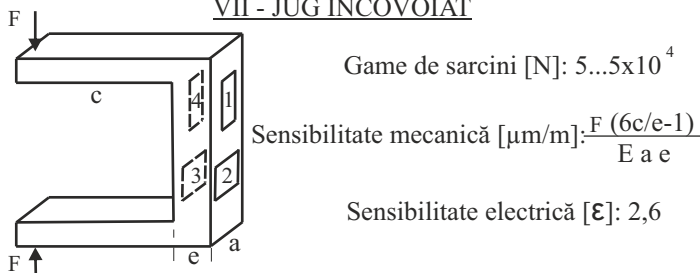 VII - JUG INCOVOIAT
F
c
4
1
3
2
e
a
F
Game de sarcini [N]: 5...5x10⁴
Sensibilitate mecanică [µm/m]: F (6c/e-1)
E a e
Sensibilitate electrică [ε]: 2,6